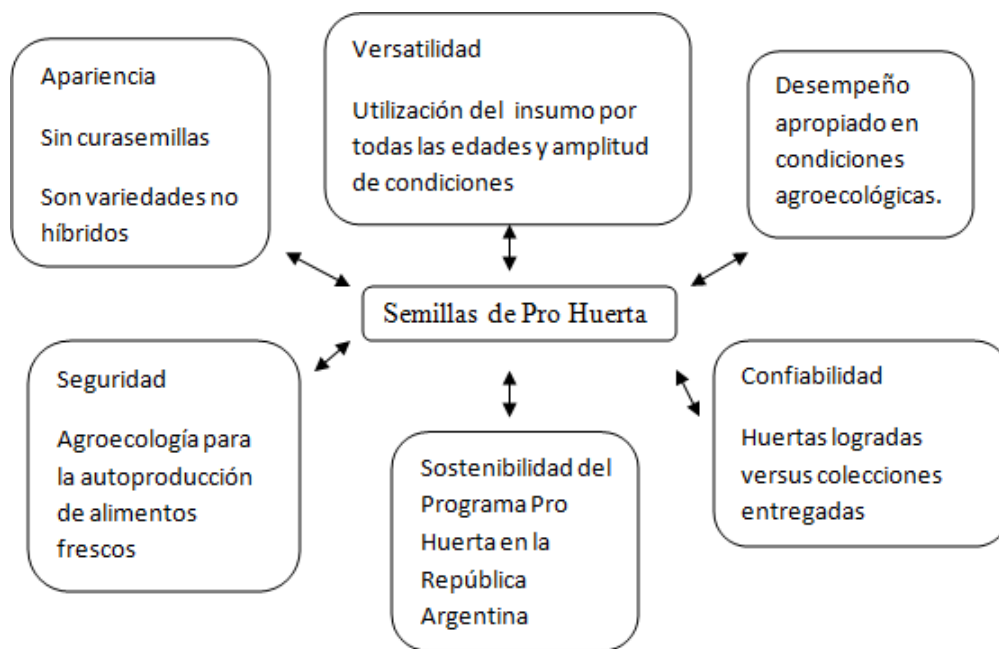 Apariencia
Sin curasemillas
Son variedades no
híbridos
Versatilidad
Utilización del insumo por
todas las edades y amplitud
de condiciones
Desempeño
apropiado en
condiciones
agroecológicas.
Semillas de Pro Huerta
Seguridad
Agroecología para
la autoproducción
de alimentos
frescos
Sostenibilidad del
Programa Pro
Huerta en la
República
Argentina
Confiabilidad
Huertas logradas
versus colecciones
entregadas